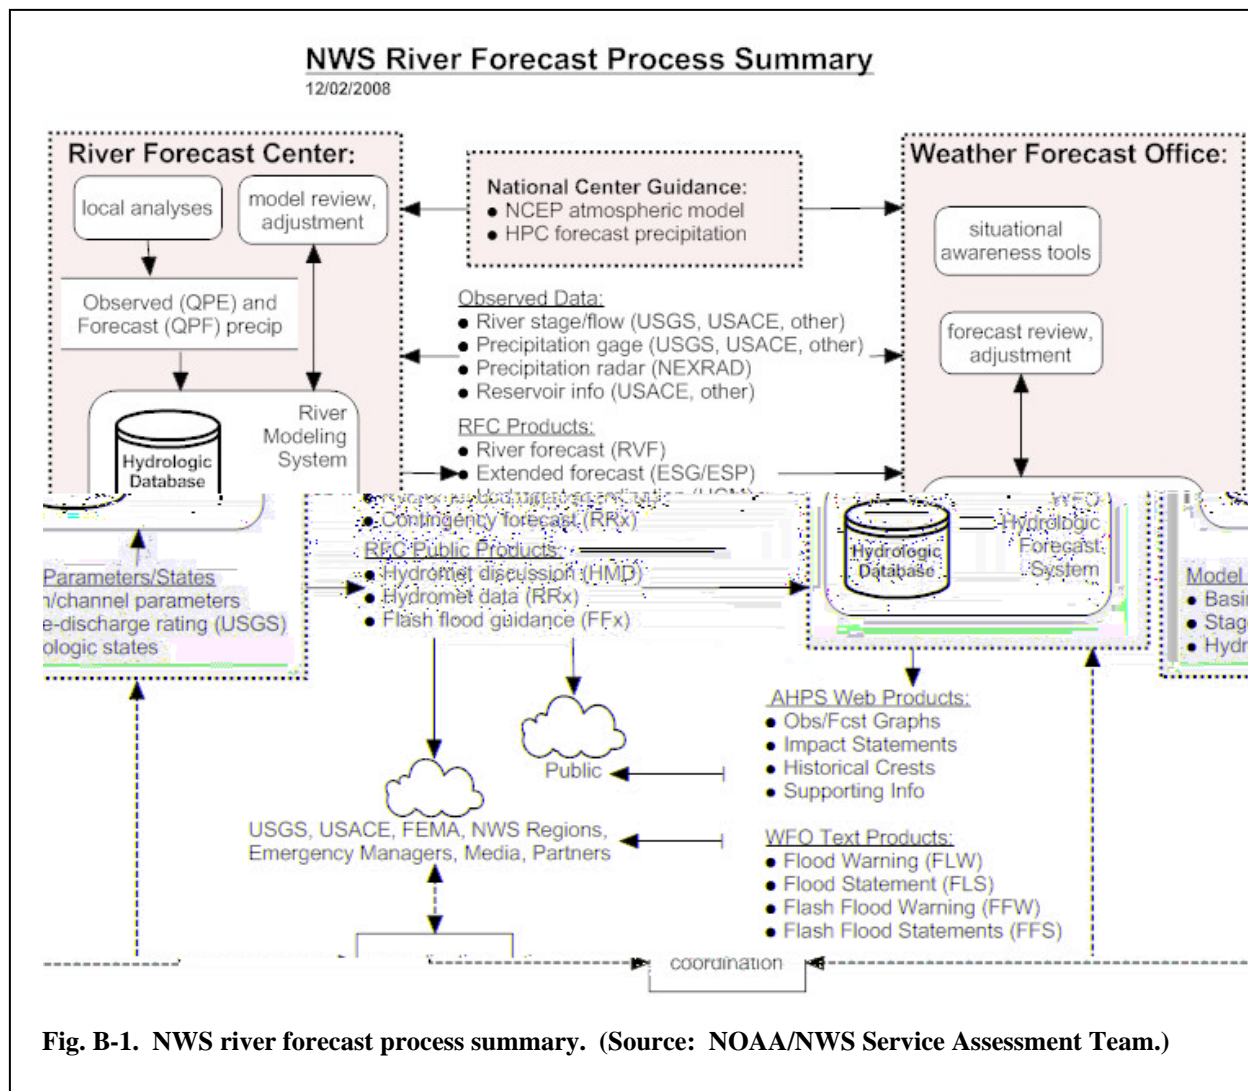 NWS River Forecast Process Summary
12/02/2008
River Forecast Center:
local analyses
model review,
adjustment
Observed (QPE) and
Forecast (QPF) precip
River
Modeling
System
Hydrologic
Database
National Center Guidance:
● NCEP atmospheric model
● HPC forecast precipitation
Observed Data:
● River stage/flow (USGS, USACE, other)
● Precipitation gage (USGS, USACE, other)
● Precipitation radar (NEXRAD)
● Reservoir info (USACE, other)
RFC Products:
● River forecast (RVF)
● Extended forecast (ESG/ESP)
● Contingency forecast (RRx)
RFC Public Products:
● Hydromet discussion (HMD)
● Hydromet data (RRx)
● Flash flood guidance (FFx)
Weather Forecast Office:
situational
awareness tools
forecast review,
adjustment
WFO
Hydrologic
Forecast
System
Hydrologic
Database
Parameters/States
n/channel parameters
e-discharge rating (USGS)
ologic states
Model
● Basin
● Stag
● Hydr
Public
USGS, USACE, FEMA, NWS Regions,
Emergency Managers, Media, Partners
AHPS Web Products:
● Obs/Fcst Graphs
● Impact Statements
● Historical Crests
● Supporting Info
WFO Text Products:
● Flood Warning (FLW)
● Flood Statement (FLS)
● Flash Flood Warning (FFW)
● Flash Flood Statements (FFS)
coordination
Fig. B-1. NWS river forecast process summary. (Source: NOAA/NWS Service Assessment Team.)